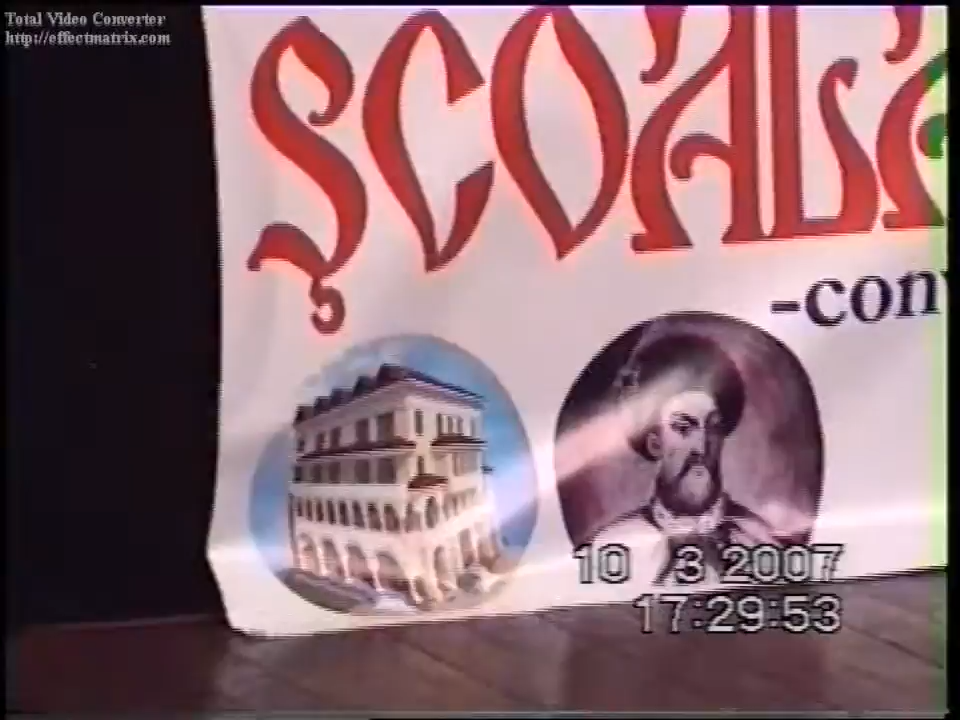 Total Video Converter
http://effectmatrix.com
ȘCOALA
-con
10 3 2007
17:29:53